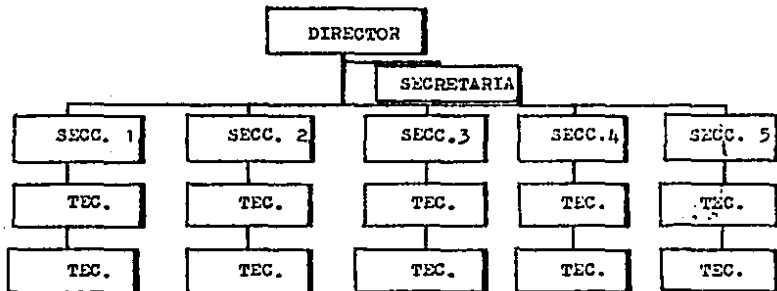 DIRECTOR
SECRETARIA
SECC. 1 SECC. 2 SECC.3 SECC.4 SECC. 5
TEC. TEC. TEC. TEC. TEC.
TEC. TEC. TEC. TEC. TEC.